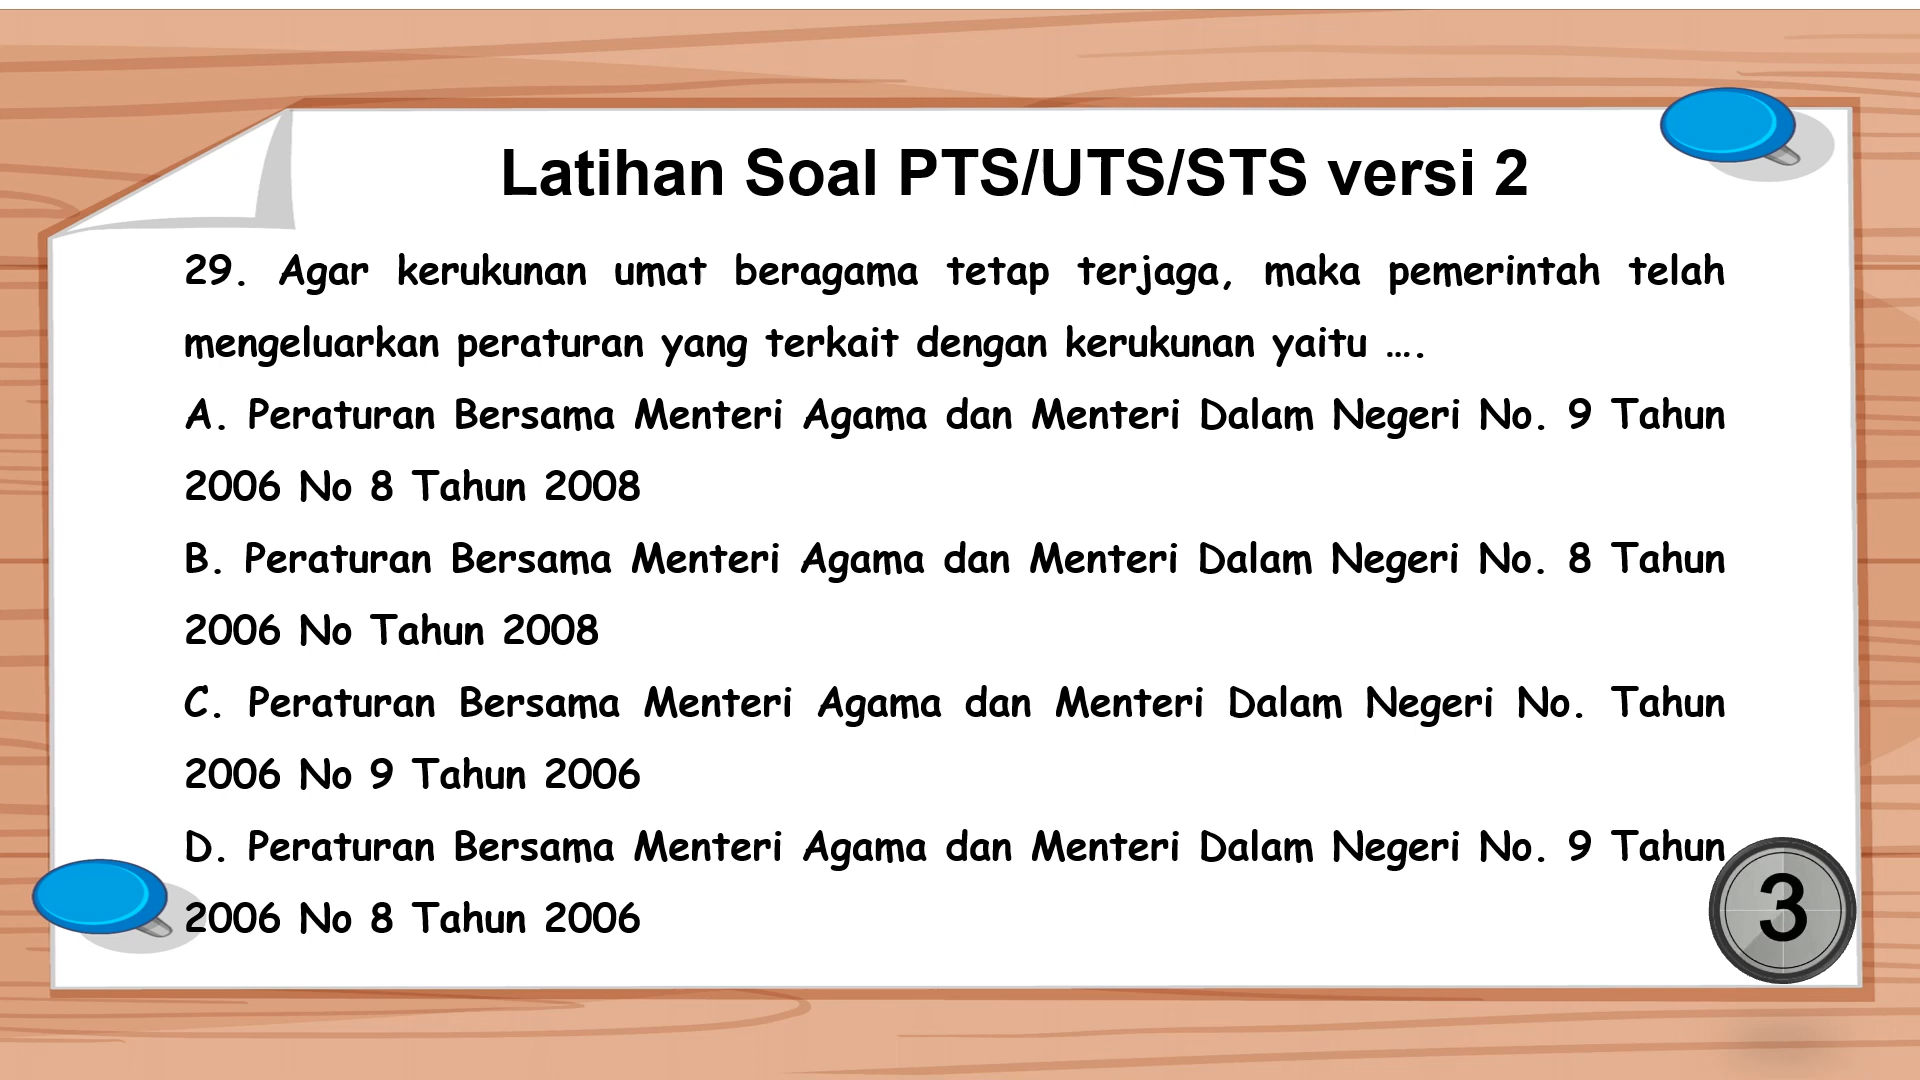 Latihan Soal PTS/UTS/STS versi 2
29. Agar kerukunan umat beragama tetap terjaga, maka pemerintah telah
mengeluarkan peraturan yang terkait dengan kerukunan yaitu ….
A. Peraturan Bersama Menteri Agama dan Menteri Dalam Negeri No. 9 Tahun
2006 No 8 Tahun 2008
B. Peraturan Bersama Menteri Agama dan Menteri Dalam Negeri No. 8 Tahun
2006 No Tahun 2008
C. Peraturan Bersama Menteri Agama dan Menteri Dalam Negeri No. Tahun
2006 No 9 Tahun 2006
D. Peraturan Bersama Menteri Agama dan Menteri Dalam Negeri No. 9 Tahun
2006 No 8 Tahun 2006
3